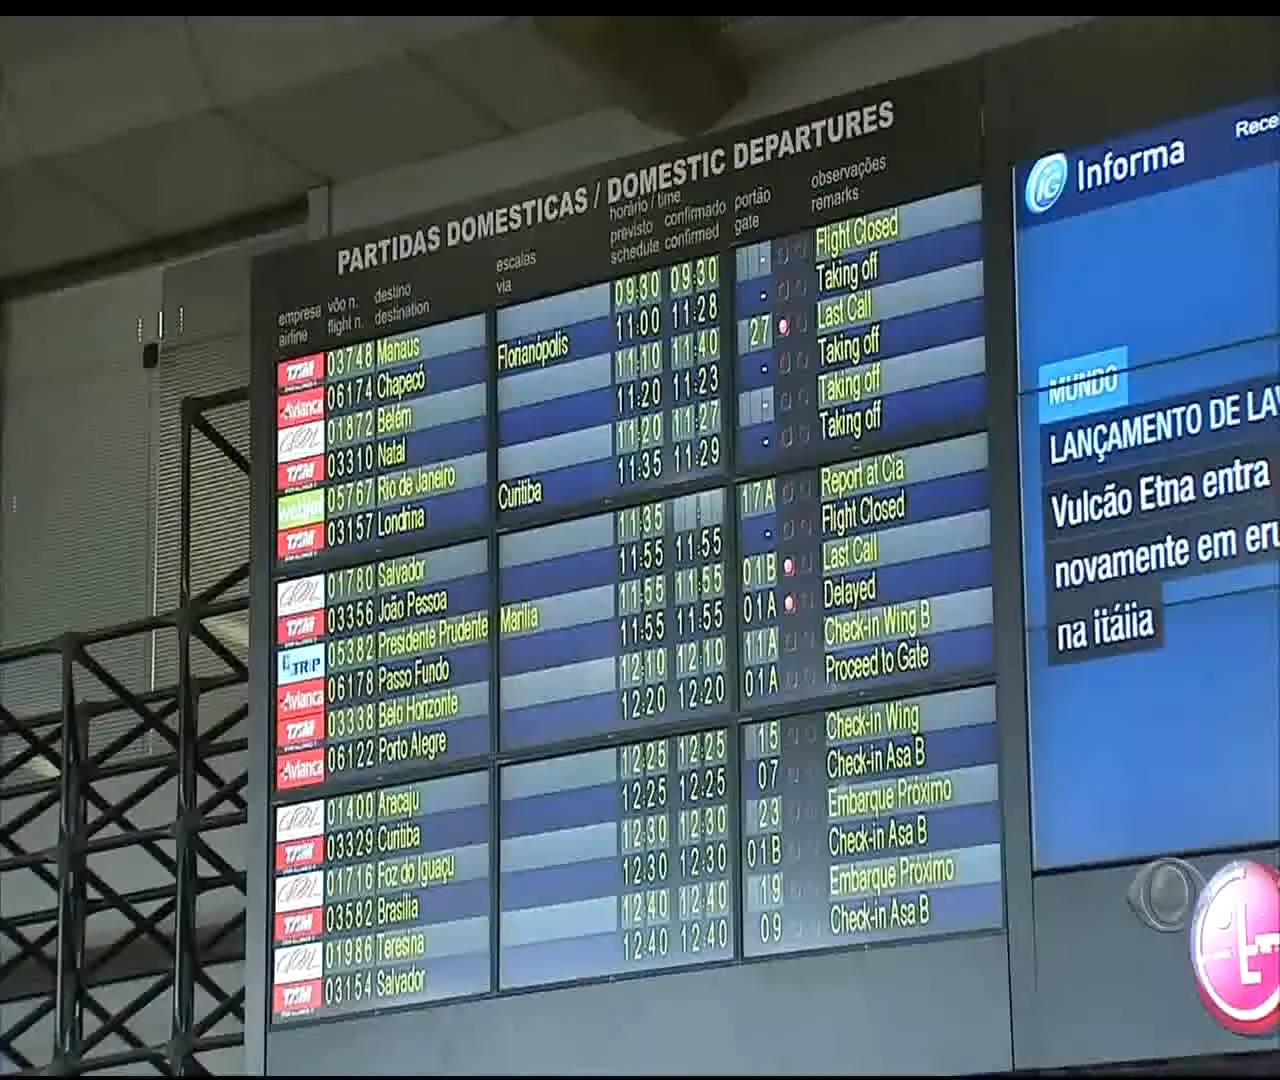 PARTIDAS DOMESTICAS / DOMESTIC DEPARTURES
empresa vôo n. destino escalas horário / time portão observações
airline flight n. destination via previsto confirmado gate remarks
schedule confirmed
TAM 03748 Manaus 09:30 09:30 - Flight Closed
Avianca 06174 Chapecó Florianópolis 11:00 11:28 - Taking off
GOL 01872 Belém 11:10 11:40 27 Last Call
TAM 03310 Natal 11:20 11:23 - Taking off
webjet 05767 Rio de Janeiro 11:20 11:27 - Taking off
TAM 03157 Londrina Curitiba 11:35 11:29 - Taking off
GOL 01780 Salvador 11:35 17A Report at Cia
TAM 03356 João Pessoa 11:55 11:55 - Flight Closed
TRIP 05382 Presidente Prudente Marília 11:55 11:55 01B Last Call
Avianca 06178 Passo Fundo 11:55 11:55 01A Delayed
TAM 03338 Belo Horizonte 12:10 12:10 11A Check-in Wing B
Avianca 06122 Porto Alegre 12:20 12:20 01A Proceed to Gate
GOL 01400 Aracaju 12:25 12:25 15 Check-in Wing
TAM 03329 Curitiba 12:25 12:25 07 Check-in Asa B
GOL 01716 Foz do Iguaçu 12:30 12:30 23 Embarque Próximo
TAM 03582 Brasília 12:30 12:30 01B Check-in Asa B
GOL 01986 Teresina 12:40 12:40 19 Embarque Próximo
TAM 03154 Salvador 12:40 12:40 09 Check-in Asa B
iG Informa
Rece
MUNDO
LANÇAMENTO DE LAV
Vulcão Etna entra
novamente em eru
na itália